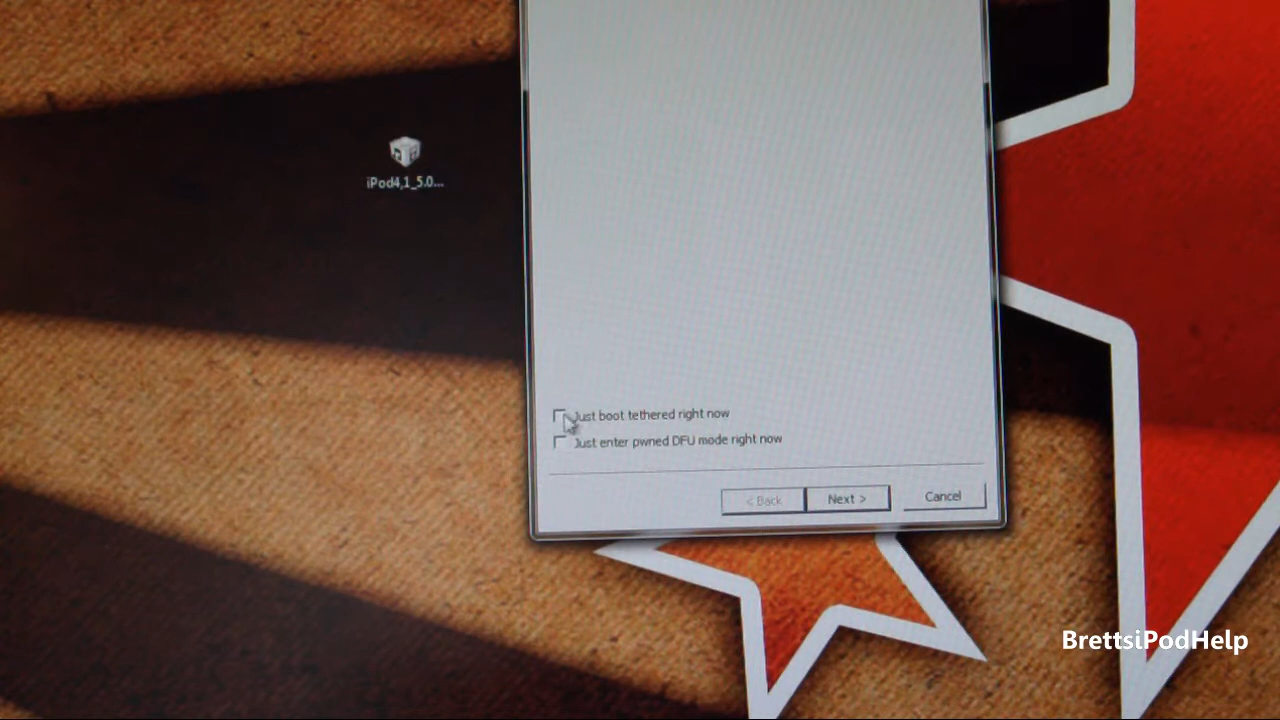 iPod4,1_5.0...
Just boot tethered right now
Just enter pwned DFU mode right now
< Back
Next >
Cancel
BrettsiPodHelp